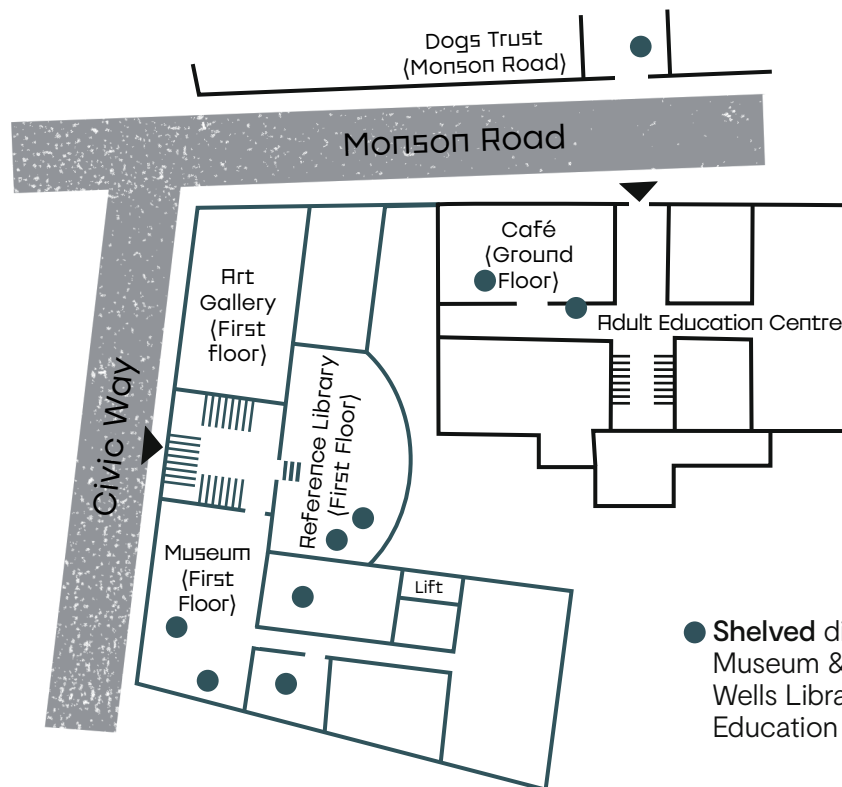 Dogs Trust
(Monson Road)
Monson Road
Café
(Ground
Floor)
Art
Gallery
(First
floor)
Adult Education Centre
Civic Way
Reference Library
(First Floor)
Museum
(First
Floor)
Lift
Shelved di
Museum &
Wells Libra
Education